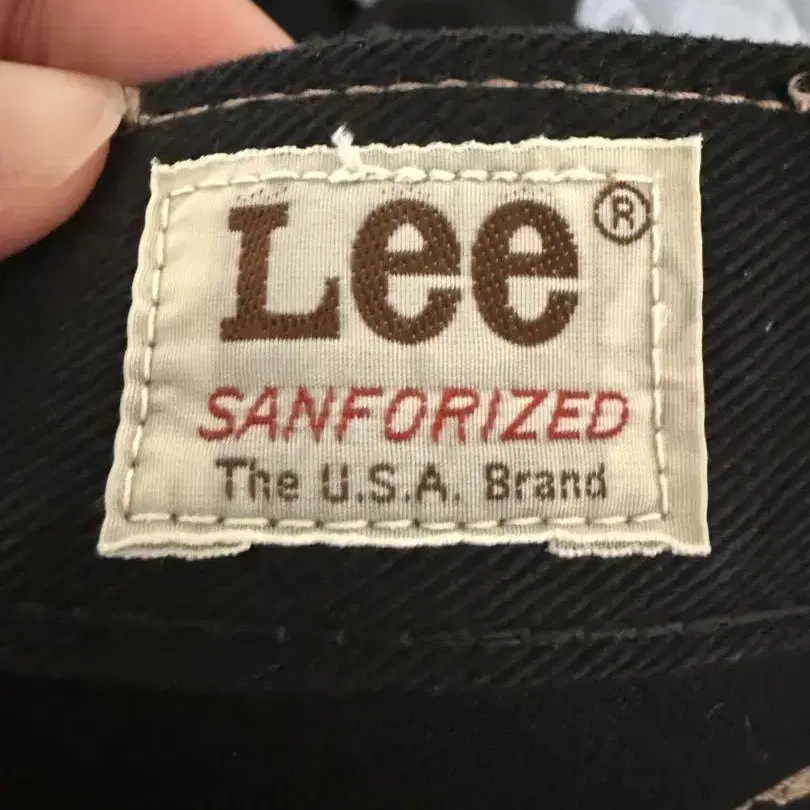 Lee®
SANFORIZED
The U.S.A. Brand